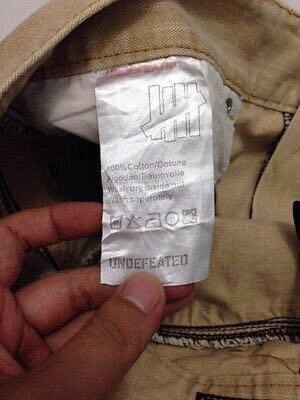 100% Cotton/Cotone
Algodao/Baumwolle
Wash dry inside out
Wash separately
UNDEFEATED